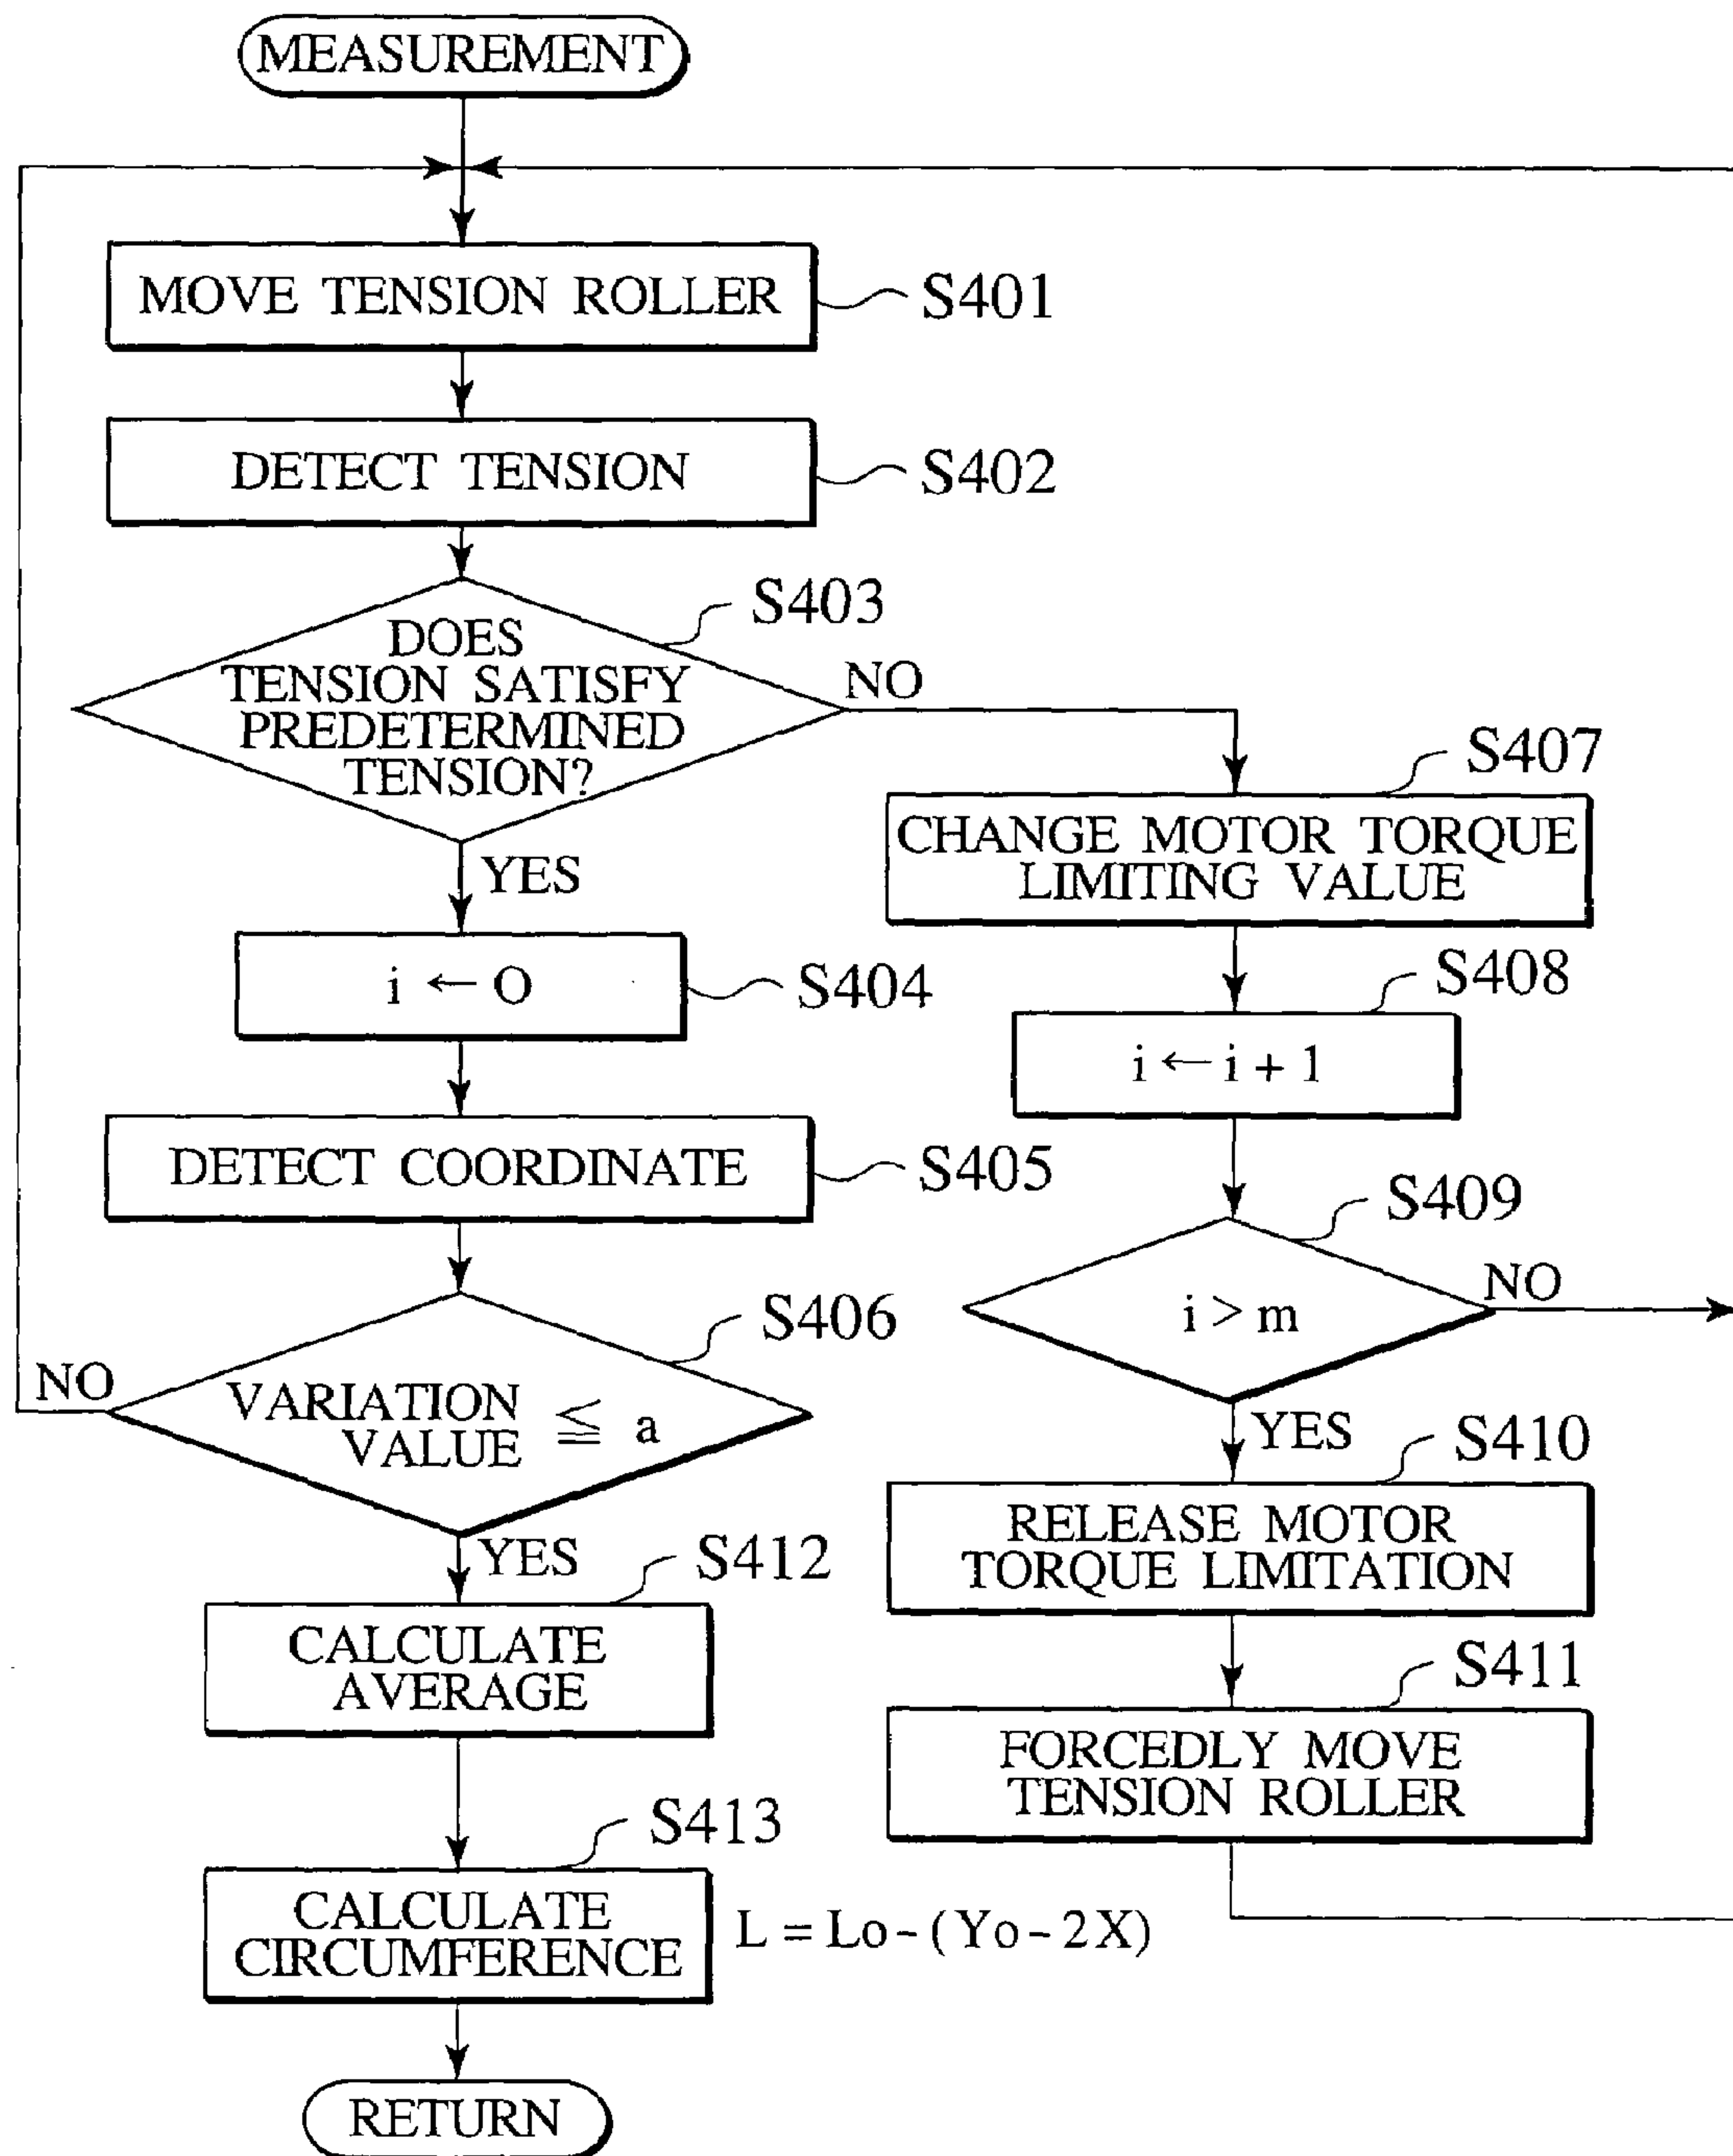 MEASUREMENT
MOVE TENSION ROLLER
S401
DETECT TENSION
S402
S403
DOES
TENSION SATISFY
PREDETERMINED
TENSION?
NO
YES
i ← O
S404
DETECT COORDINATE
S405
S406
VARIATION
VALUE ≦ a
NO
YES
S407
CHANGE MOTOR TORQUE
LIMITING VALUE
S408
i ← i + 1
S409
i > m
NO
YES
S410
RELEASE MOTOR
TORQUE LIMITATION
S411
FORCEDLY MOVE
TENSION ROLLER
S412
CALCULATE
AVERAGE
S413
CALCULATE
CIRCUMFERENCE
L = Lo - (Yo - 2X)
RETURN